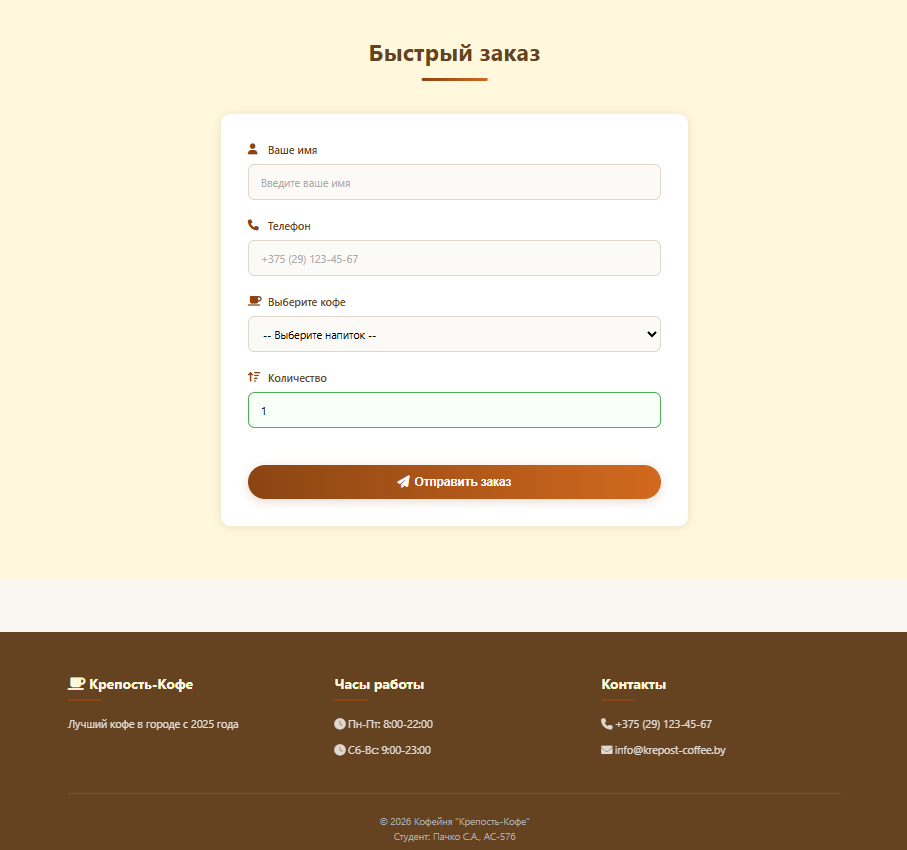 Быстрый заказ
Ваше имя
Введите ваше имя
Телефон
+375 (29) 123-45-67
Выберите кофе
-- Выберите напиток --
Количество
1
Отправить заказ
Крепость-Кофе
Лучший кофе в городе с 2025 года
Часы работы
Пн-Пт: 8:00-22:00
Сб-Вс: 9:00-23:00
Контакты
+375 (29) 123-45-67
info@krepost-coffee.by
© 2026 Кофейня "Крепость-Кофе"
Студент: Пачко С.А., АС-576